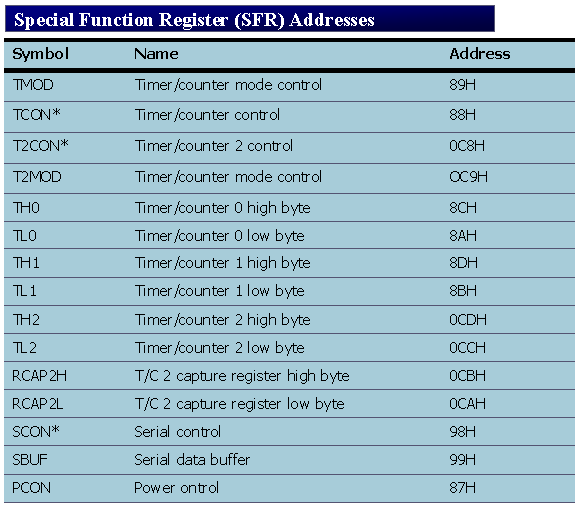 Special Function Register (SFR) Addresses
Symbol Name Address
TMOD Timer/counter mode control 89H
TCON* Timer/counter control 88H
T2CON* Timer/counter 2 control 0C8H
T2MOD Timer/counter mode control OC9H
TH0 Timer/counter 0 high byte 8CH
TL0 Timer/counter 0 low byte 8AH
TH1 Timer/counter 1 high byte 8DH
TL1 Timer/counter 1 low byte 8BH
TH2 Timer/counter 2 high byte 0CDH
TL2 Timer/counter 2 low byte 0CCH
RCAP2H T/C 2 capture register high byte 0CBH
RCAP2L T/C 2 capture register low byte 0CAH
SCON* Serial control 98H
SBUF Serial data buffer 99H
PCON Power ontrol 87H